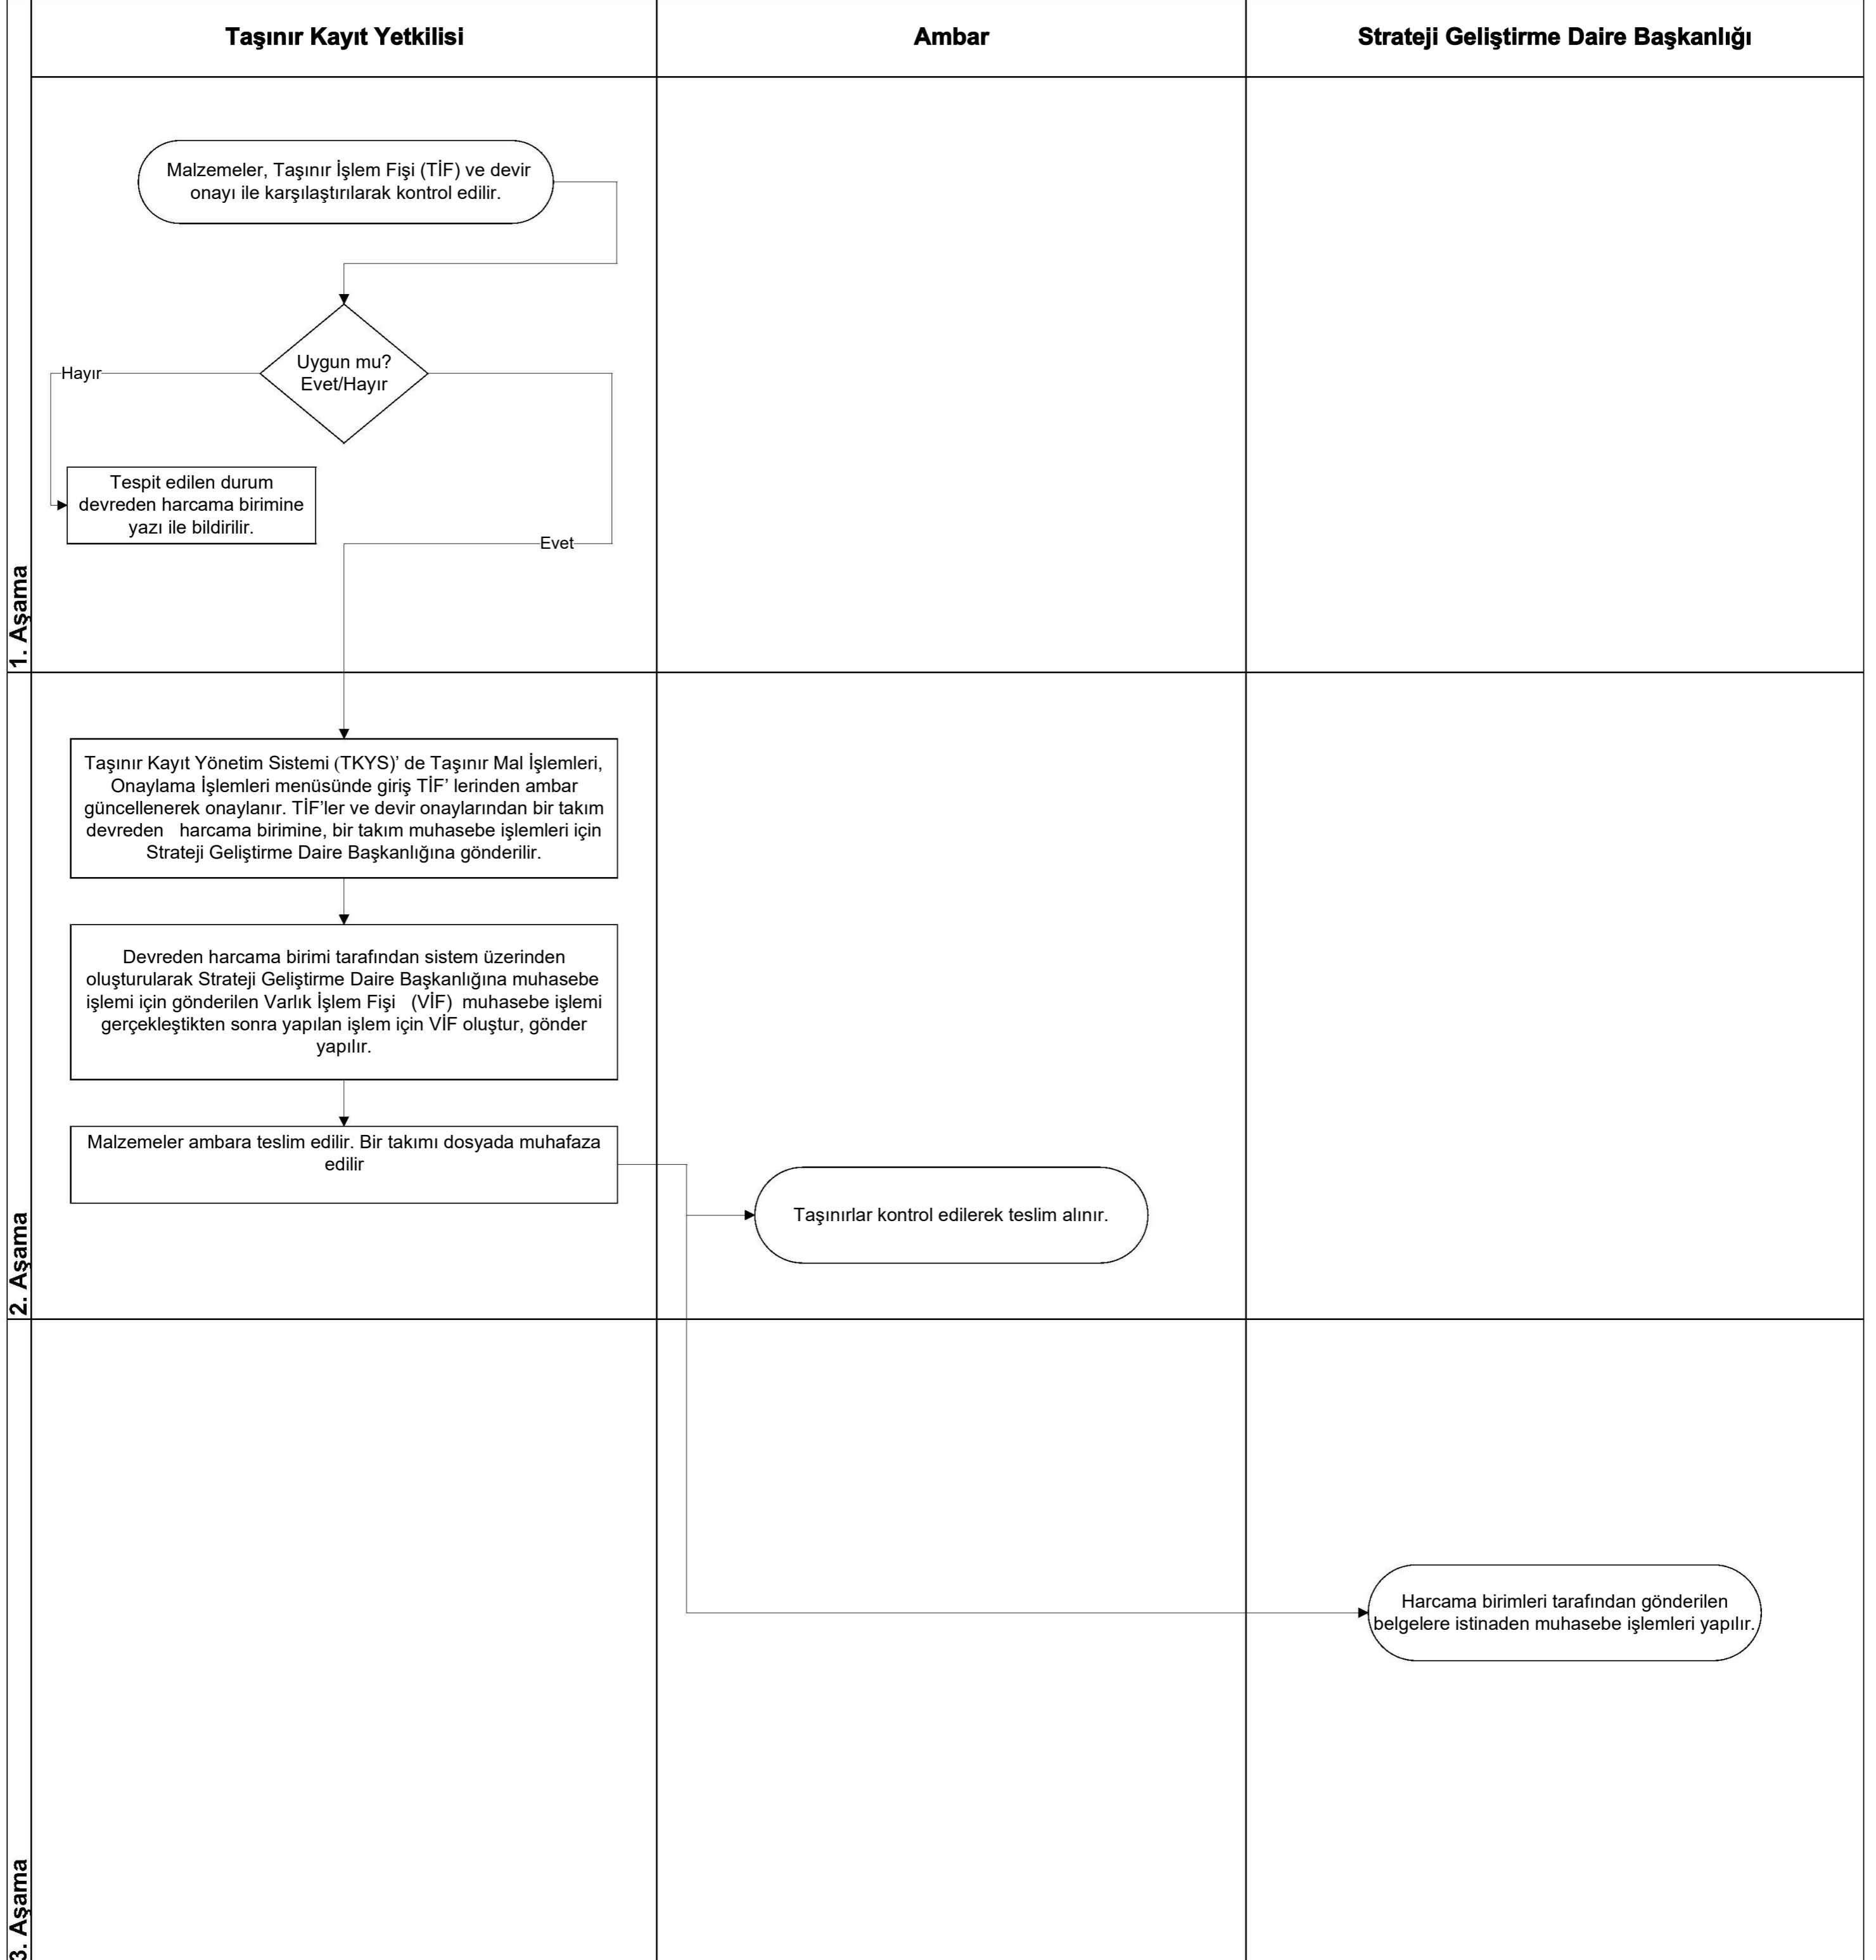 Taşınır Kayıt Yetkilisi
Ambar
Strateji Geliştirme Daire Başkanlığı
Malzemeler, Taşınır İşlem Fişi (TİF) ve devir
onayı ile karşılaştırılarak kontrol edilir.
Uygun mu?
Evet/Hayır
Hayır
Tespit edilen durum
devreden harcama birimine
yazı ile bildirilir.
Evet
1. Aşama
Taşınır Kayıt Yönetim Sistemi (TKYS)’ de Taşınır Mal İşlemleri,
Onaylama İşlemleri menüsünde giriş TİF’ lerinden ambar
güncellenerek onaylanır. TİF’ler ve devir onaylarından bir takım
devreden   harcama birimine, bir takım muhasebe işlemleri için
Strateji Geliştirme Daire Başkanlığına gönderilir.
Devreden harcama birimi tarafından sistem üzerinden
oluşturularak Strateji Geliştirme Daire Başkanlığına muhasebe
işlemi için gönderilen Varlık İşlem Fişi   (VİF)  muhasebe işlemi
gerçekleştikten sonra yapılan işlem için VİF oluştur, gönder
yapılır.
Malzemeler ambara teslim edilir. Bir takımı dosyada muhafaza
edilir
Taşınırlar kontrol edilerek teslim alınır.
2. Aşama
Harcama birimleri tarafından gönderilen
belgelere istinaden muhasebe işlemleri yapılır.
3. Aşama